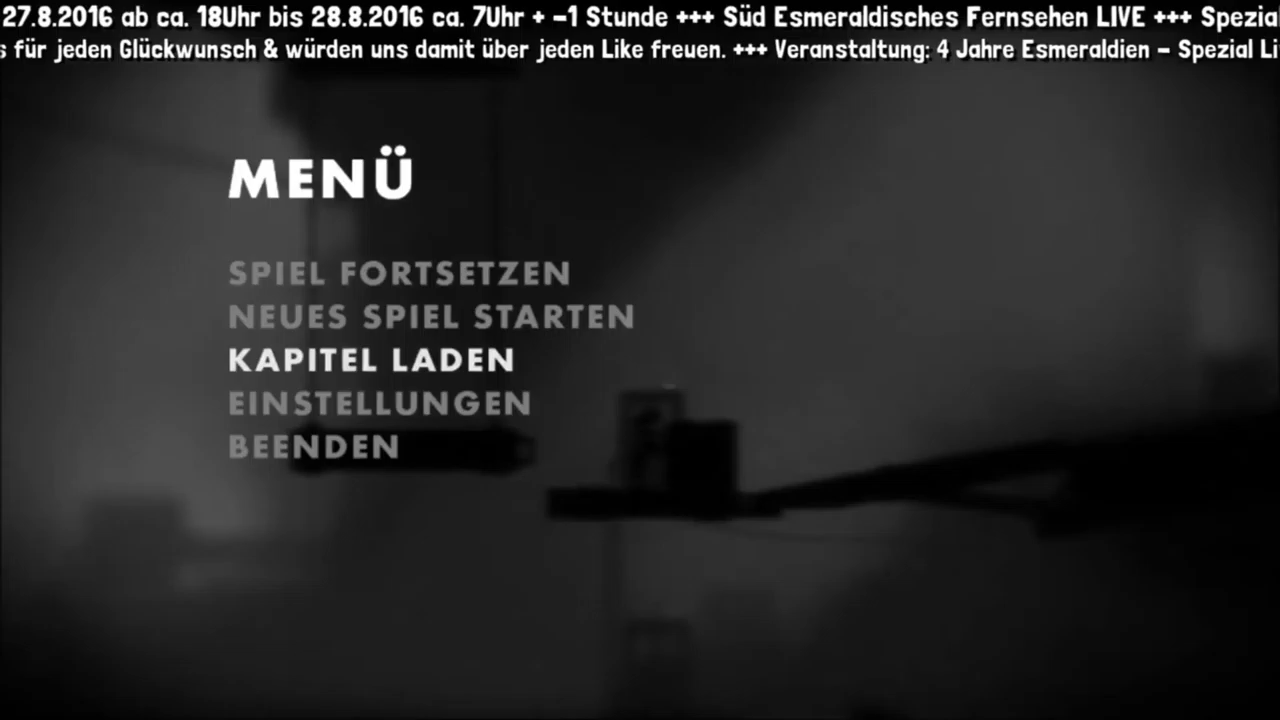 27.8.2016 ab ca. 18Uhr bis 28.8.2016 ca. 7Uhr + -1 Stunde +++ Süd Esmeraldisches Fernsehen LIVE +++ Spezial
s für jeden Glückwunsch & würden uns damit über jeden Like freuen. +++ Veranstaltung: 4 Jahre Esmeraldien - Spezial Li
MENÜ
SPIEL FORTSETZEN
NEUES SPIEL STARTEN
KAPITEL LADEN
EINSTELLUNGEN
BEENDEN